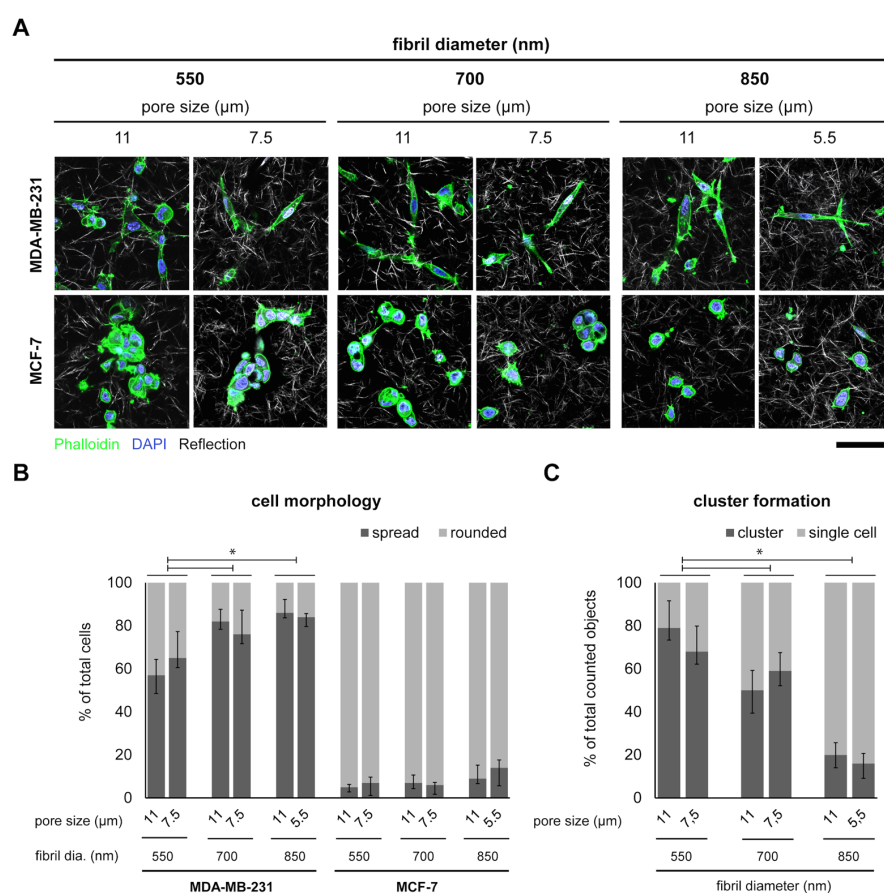 A
fibril diameter (nm)
550 700 850
pore size (µm) pore size (µm) pore size (µm)
11 7.5 11 7.5 11 5.5
MDA-MB-231
MCF-7
Phalloidin DAPI Reflection
B
cell morphology
spread rounded
*
100
80
60
40
20
0
% of total cells
pore size (µm) 11 7.5 11 7.5 11 5,5 11 7.5 11 7.5 11 5.5
fibril dia. (nm) 550 700 850 550 700 850
MDA-MB-231 MCF-7
C
cluster formation
cluster single cell
*
100
80
60
40
20
0
% of total counted objects
pore size (µm) 11 7.5 11 7,5 11 5,5
550 700 850
fibril diameter (nm)